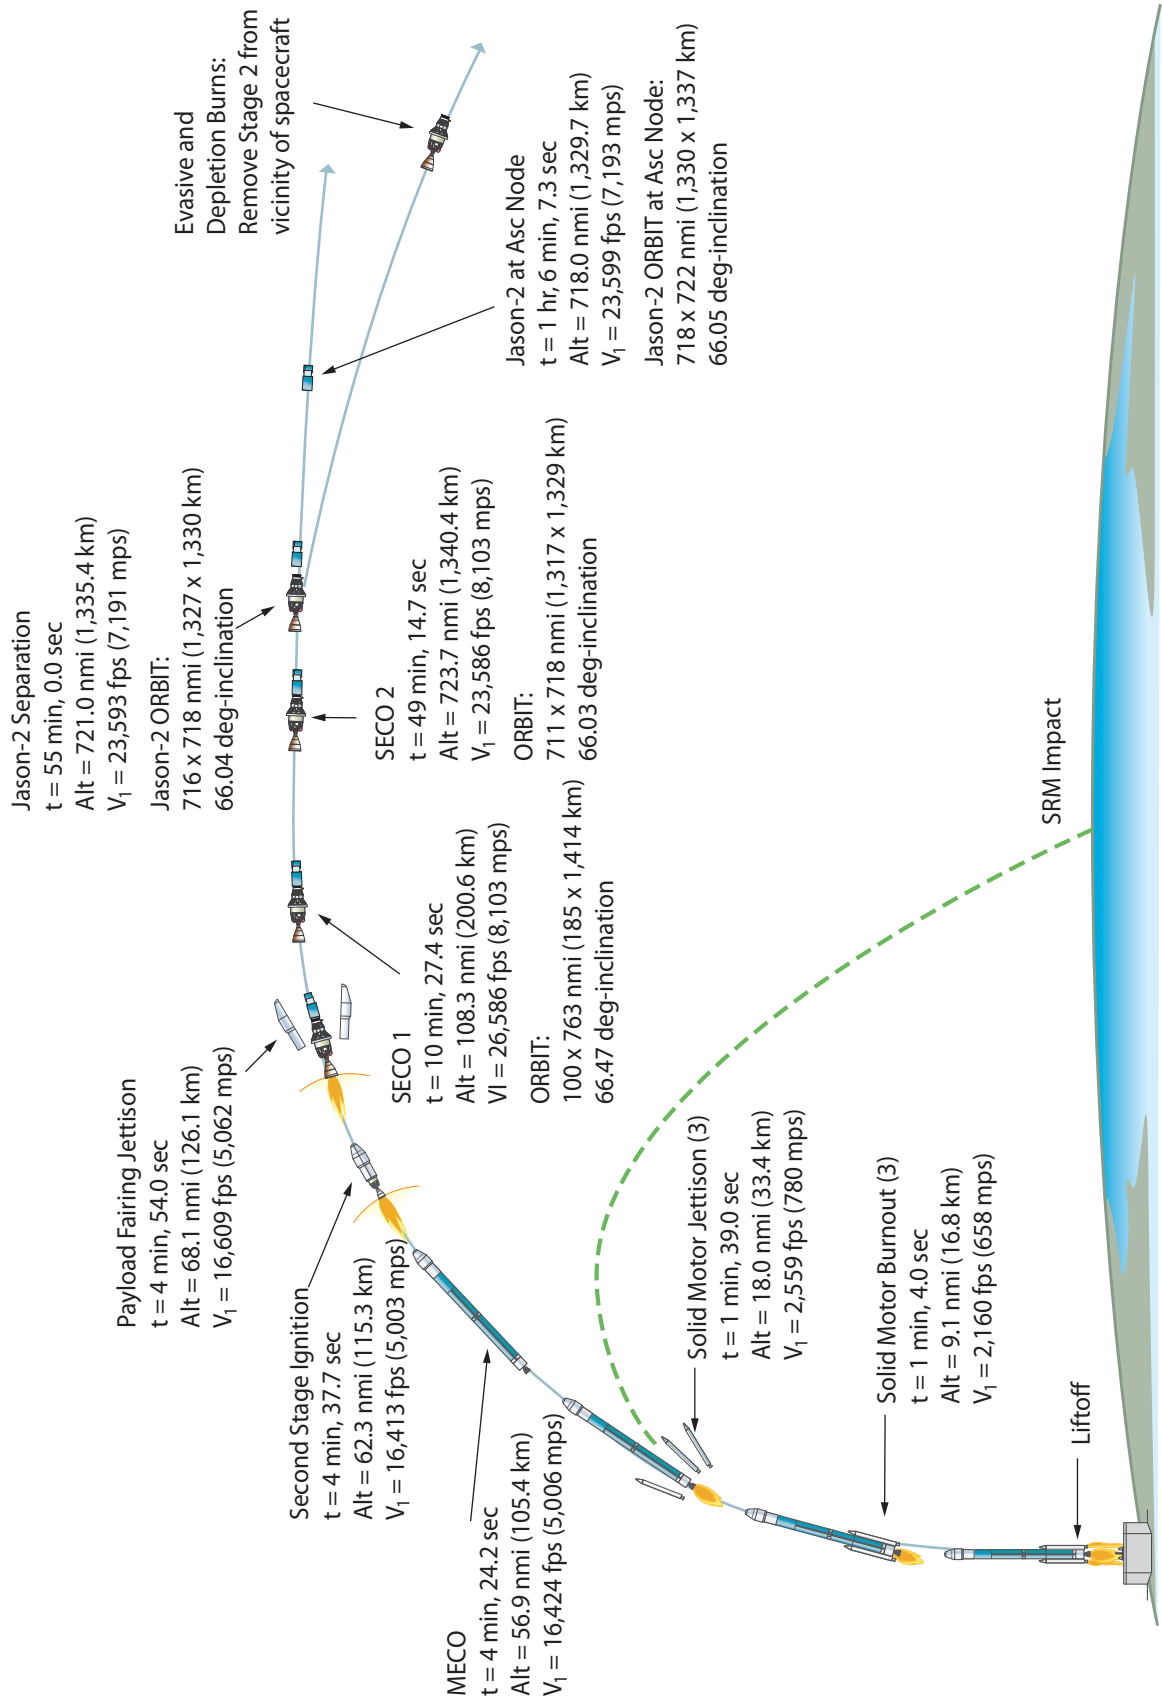 Liftoff
Solid Motor Burnout (3)
t = 1 min, 4.0 sec
Alt = 9.1 nmi (16.8 km)
V1 = 2,160 fps (658 mps)
Solid Motor Jettison (3)
t = 1 min, 39.0 sec
Alt = 18.0 nmi (33.4 km)
V1 = 2,559 fps (780 mps)
SRM Impact
MECO
t = 4 min, 24.2 sec
Alt = 56.9 nmi (105.4 km)
V1 = 16,424 fps (5,006 mps)
Second Stage Ignition
t = 4 min, 37.7 sec
Alt = 62.3 nmi (115.3 km)
V1 = 16,413 fps (5,003 mps)
Payload Fairing Jettison
t = 4 min, 54.0 sec
Alt = 68.1 nmi (126.1 km)
V1 = 16,609 fps (5,062 mps)
SECO 1
t = 10 min, 27.4 sec
Alt = 108.3 nmi (200.6 km)
VI = 26,586 fps (8,103 mps)
ORBIT:
100 x 763 nmi (185 x 1,414 km)
66.47 deg-inclination
SECO 2
t = 49 min, 14.7 sec
Alt = 723.7 nmi (1,340.4 km)
V1 = 23,586 fps (8,103 mps)
ORBIT:
711 x 718 nmi (1,317 x 1,329 km)
66.03 deg-inclination
Jason-2 Separation
t = 55 min, 0.0 sec
Alt = 721.0 nmi (1,335.4 km)
V1 = 23,593 fps (7,191 mps)
Jason-2 ORBIT:
716 x 718 nmi (1,327 x 1,330 km)
66.04 deg-inclination
Jason-2 at Asc Node
t = 1 hr, 6 min, 7.3 sec
Alt = 718.0 nmi (1,329.7 km)
V1 = 23,599 fps (7,193 mps)
Jason-2 ORBIT at Asc Node:
718 x 722 nmi (1,330 x 1,337 km)
66.05 deg-inclination
Evasive and
Depletion Burns:
Remove Stage 2 from
vicinity of spacecraft